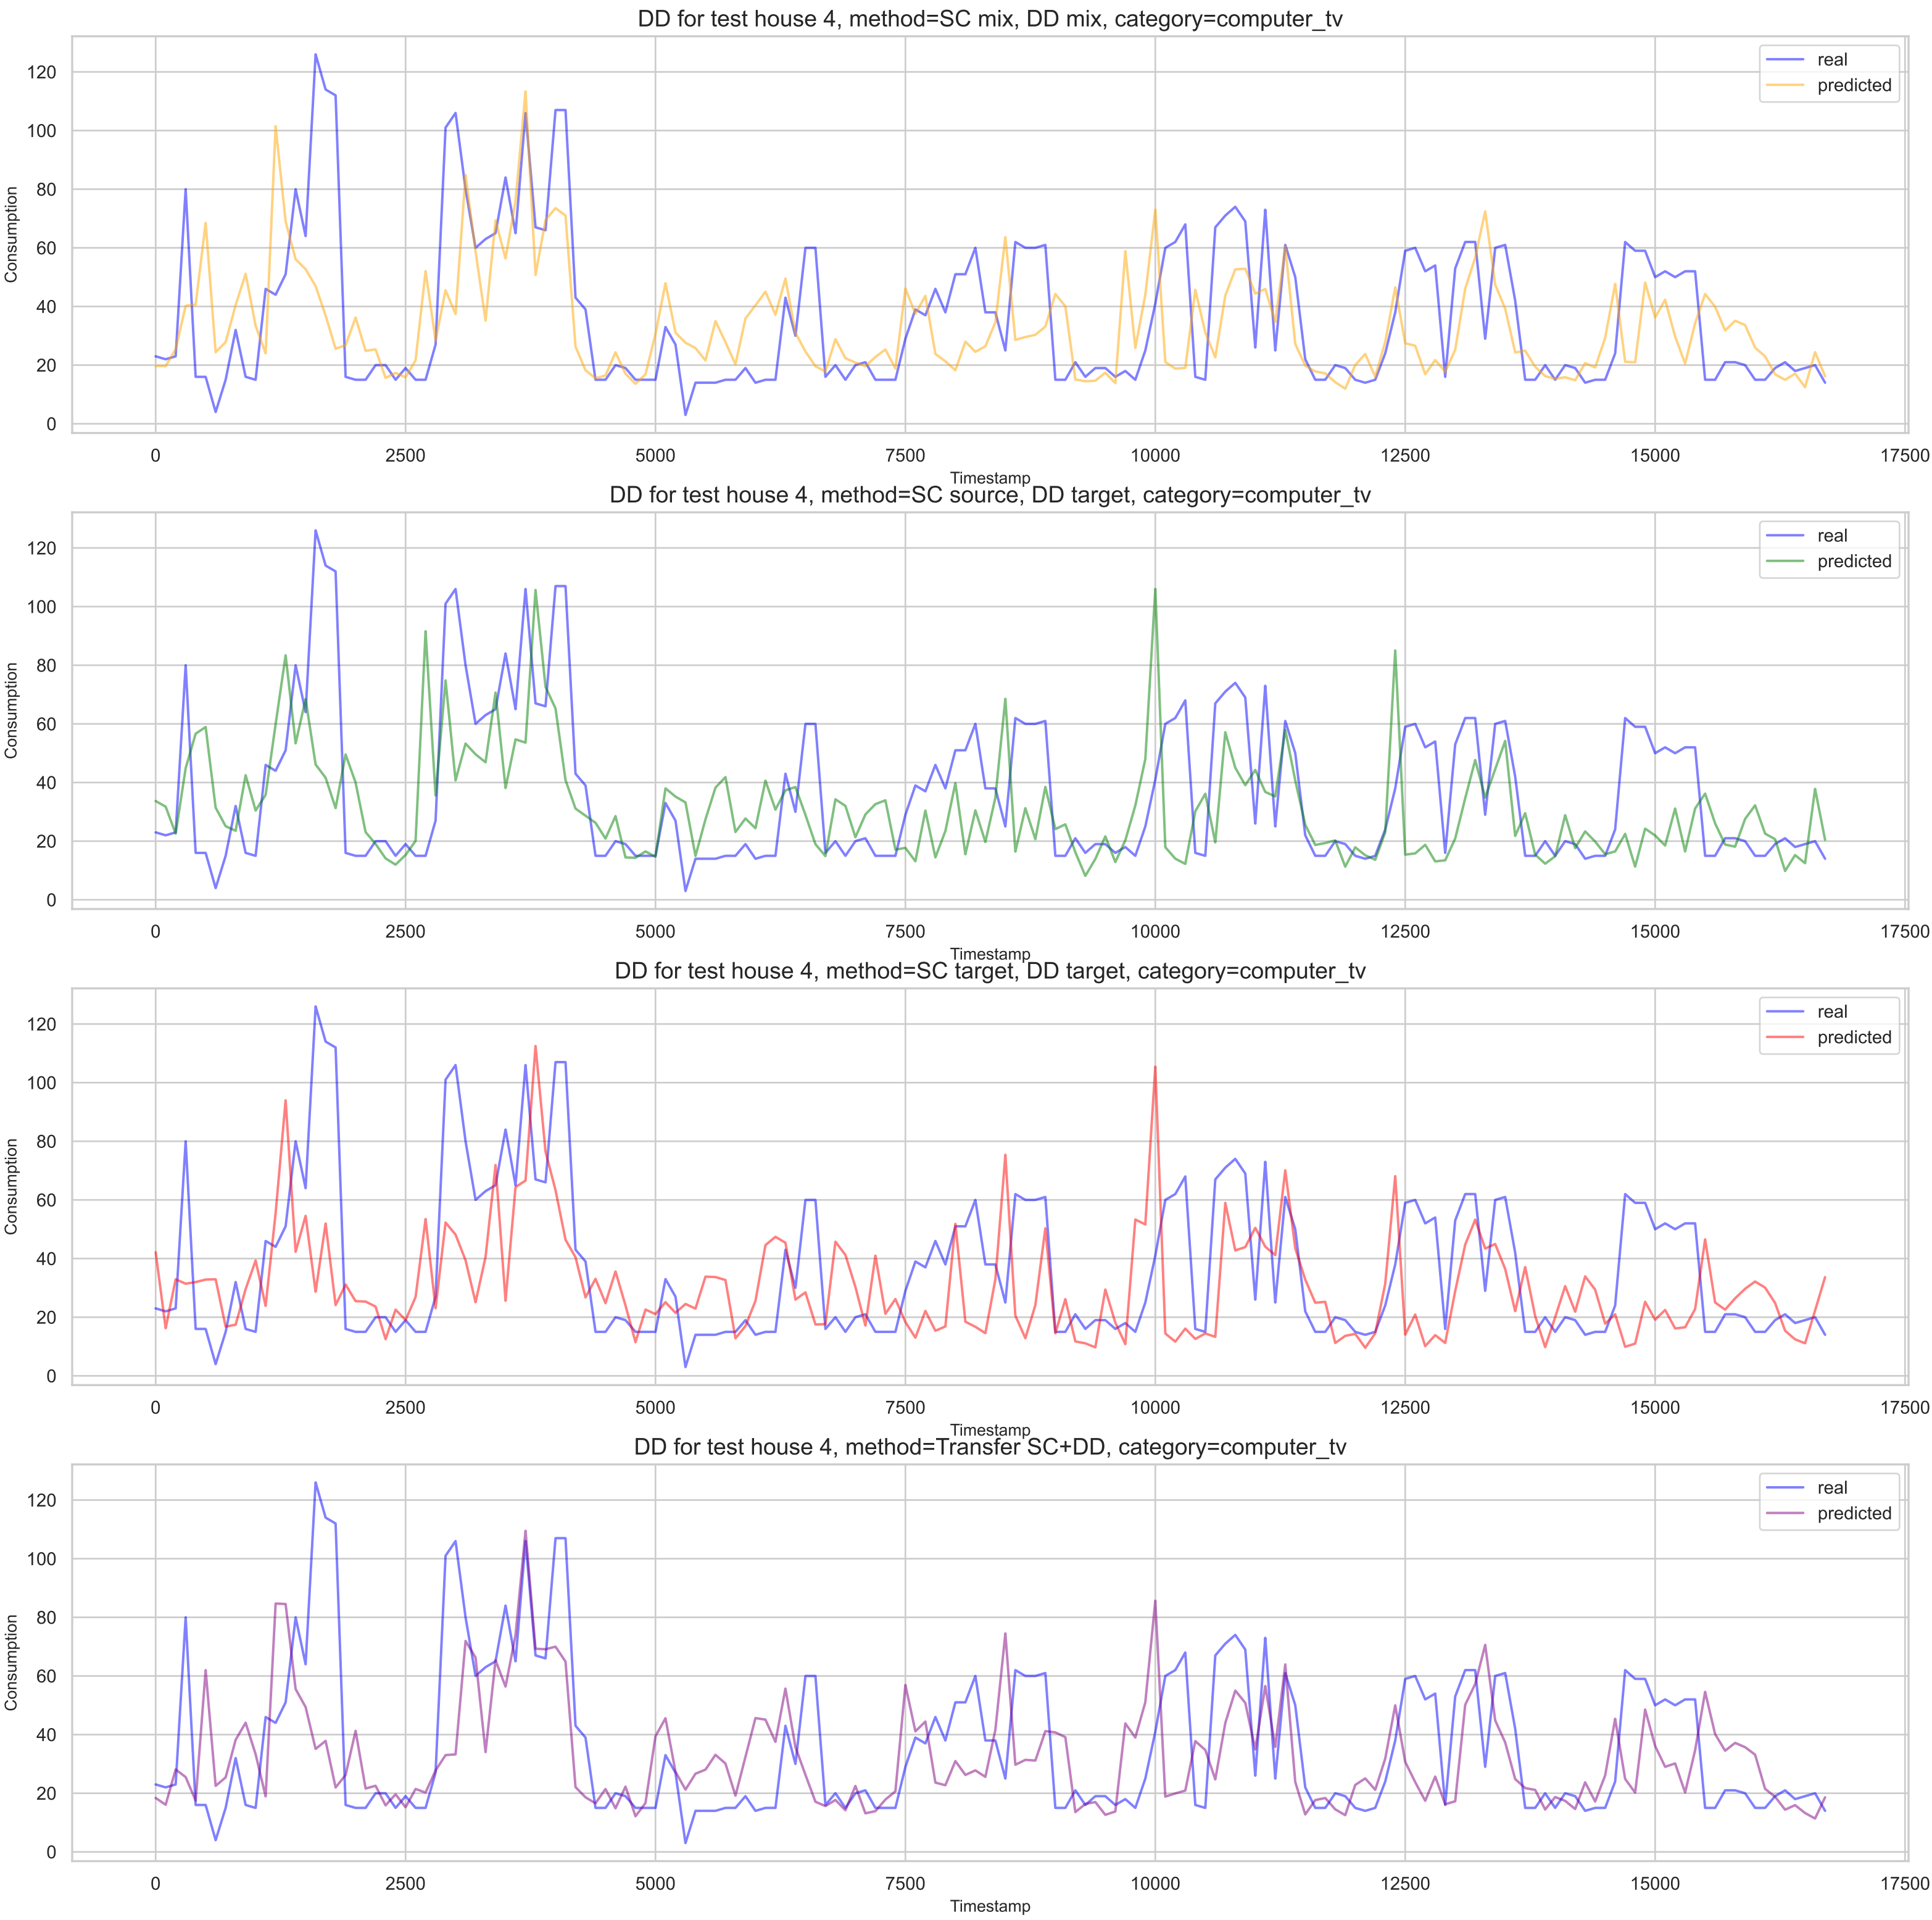 DD for test house 4, method=SC mix, DD mix, category=computer_tv
real
predicted
Consumption
120
100
80
60
40
20
0
0 2500 5000 7500 10000 12500 15000 17500
Timestamp
DD for test house 4, method=SC source, DD target, category=computer_tv
real
predicted
Consumption
120
100
80
60
40
20
0
0 2500 5000 7500 10000 12500 15000 17500
Timestamp
DD for test house 4, method=SC target, DD target, category=computer_tv
real
predicted
Consumption
120
100
80
60
40
20
0
0 2500 5000 7500 10000 12500 15000 17500
Timestamp
DD for test house 4, method=Transfer SC+DD, category=computer_tv
real
predicted
Consumption
120
100
80
60
40
20
0
0 2500 5000 7500 10000 12500 15000 17500
Timestamp